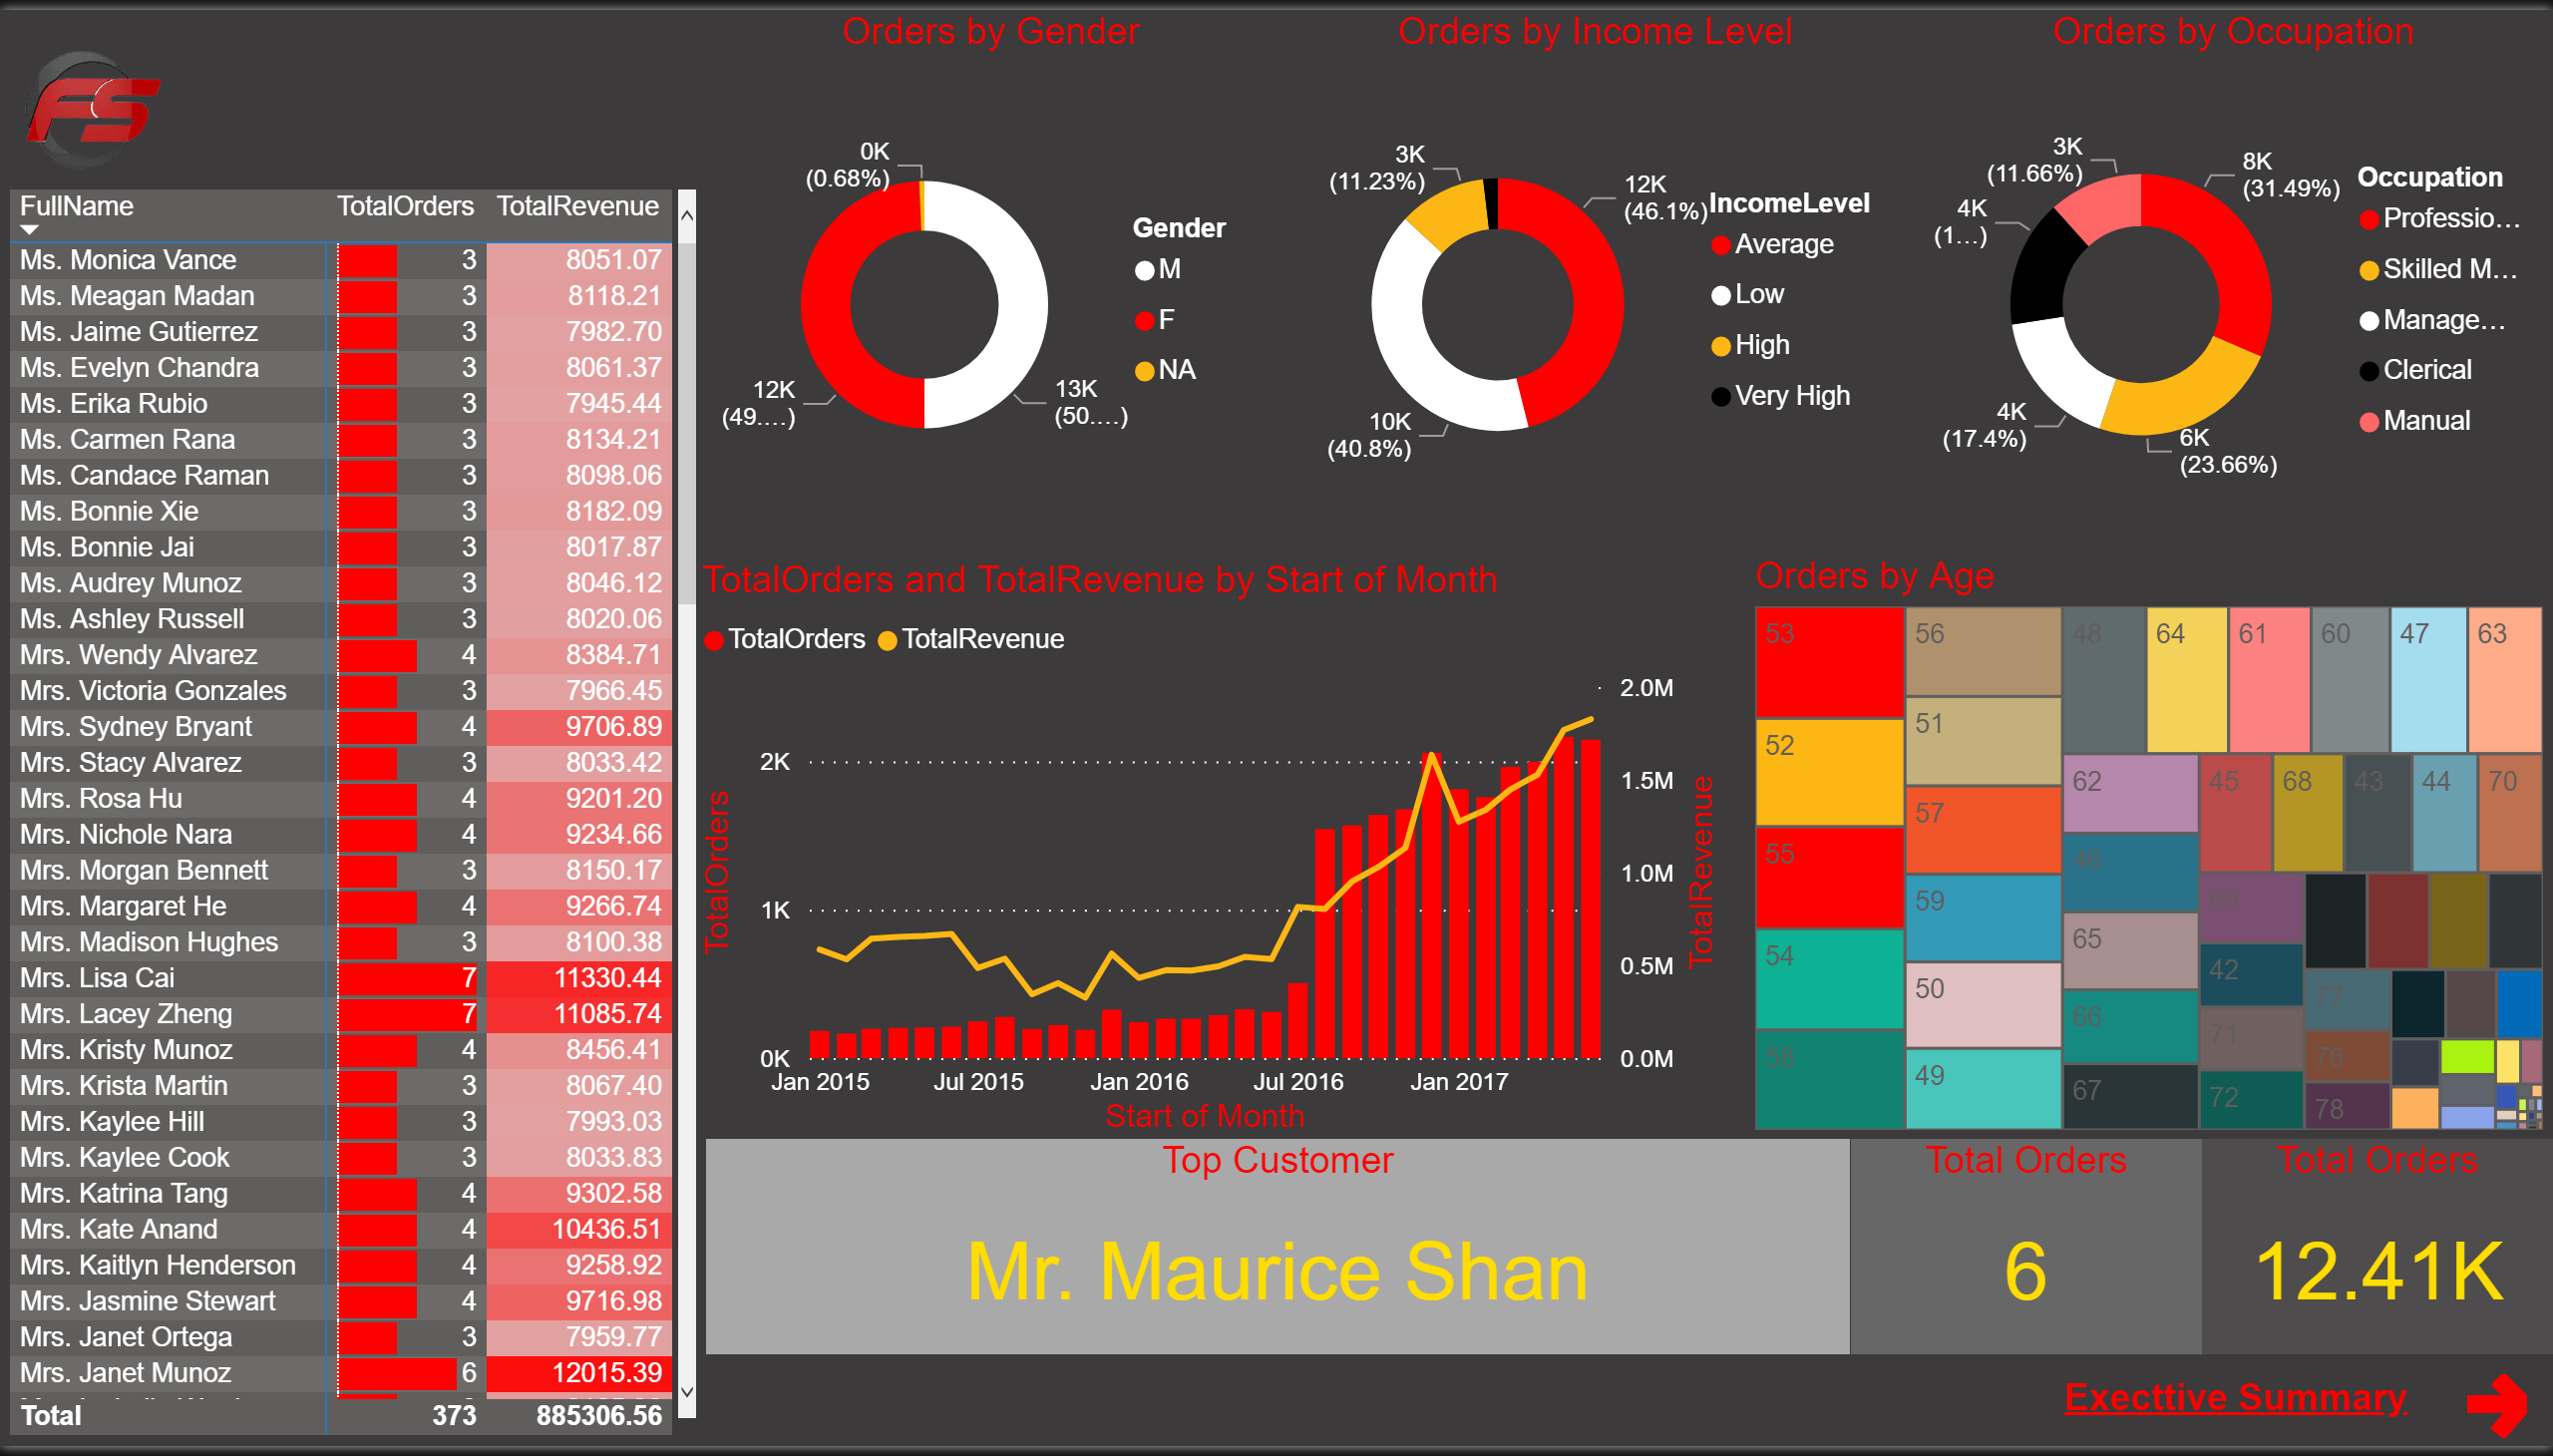 FS
Orders by Gender
0K
(0.68%)
12K
(49....)
13K
(50....)
Gender
M
F
NA
Orders by Income Level
3K
(11.23%)
12K
(46.1%)
10K
(40.8%)
IncomeLevel
Average
Low
High
Very High
Orders by Occupation
3K
(11.66%)
8K
(31.49%)
4K
(1...)
4K
(17.4%)
6K
(23.66%)
Occupation
Professio...
Skilled M...
Manage...
Clerical
Manual
FullName TotalOrders TotalRevenue
Ms. Monica Vance 3 8051.07
Ms. Meagan Madan 3 8118.21
Ms. Jaime Gutierrez 3 7982.70
Ms. Evelyn Chandra 3 8061.37
Ms. Erika Rubio 3 7945.44
Ms. Carmen Rana 3 8134.21
Ms. Candace Raman 3 8098.06
Ms. Bonnie Xie 3 8182.09
Ms. Bonnie Jai 3 8017.87
Ms. Audrey Munoz 3 8046.12
Ms. Ashley Russell 3 8020.06
Mrs. Wendy Alvarez 4 8384.71
Mrs. Victoria Gonzales 3 7966.45
Mrs. Sydney Bryant 4 9706.89
Mrs. Stacy Alvarez 3 8033.42
Mrs. Rosa Hu 4 9201.20
Mrs. Nichole Nara 4 9234.66
Mrs. Morgan Bennett 3 8150.17
Mrs. Margaret He 4 9266.74
Mrs. Madison Hughes 3 8100.38
Mrs. Lisa Cai 7 11330.44
Mrs. Lacey Zheng 7 11085.74
Mrs. Kristy Munoz 4 8456.41
Mrs. Krista Martin 3 8067.40
Mrs. Kaylee Hill 3 7993.03
Mrs. Kaylee Cook 3 8033.83
Mrs. Katrina Tang 4 9302.58
Mrs. Kate Anand 4 10436.51
Mrs. Kaitlyn Henderson 4 9258.92
Mrs. Jasmine Stewart 4 9716.98
Mrs. Janet Ortega 3 7959.77
Mrs. Janet Munoz 6 12015.39
Total 373 885306.56
TotalOrders and TotalRevenue by Start of Month
TotalOrders TotalRevenue
TotalOrders
2K
1K
0K
2.0M
1.5M
1.0M
0.5M
0.0M
TotalRevenue
Jan 2015 Jul 2015 Jan 2016 Jul 2016 Jan 2017
Start of Month
Orders by Age
53 56 48 64 61 60 47 63
52 51
62 45 68 43 44 70
57
55 46
59 69
54 65 42
50 77
66 71
58 49 67 72 76
78
Top Customer
Mr. Maurice Shan
Total Orders
6
Total Orders
12.41K
Executtive Summary